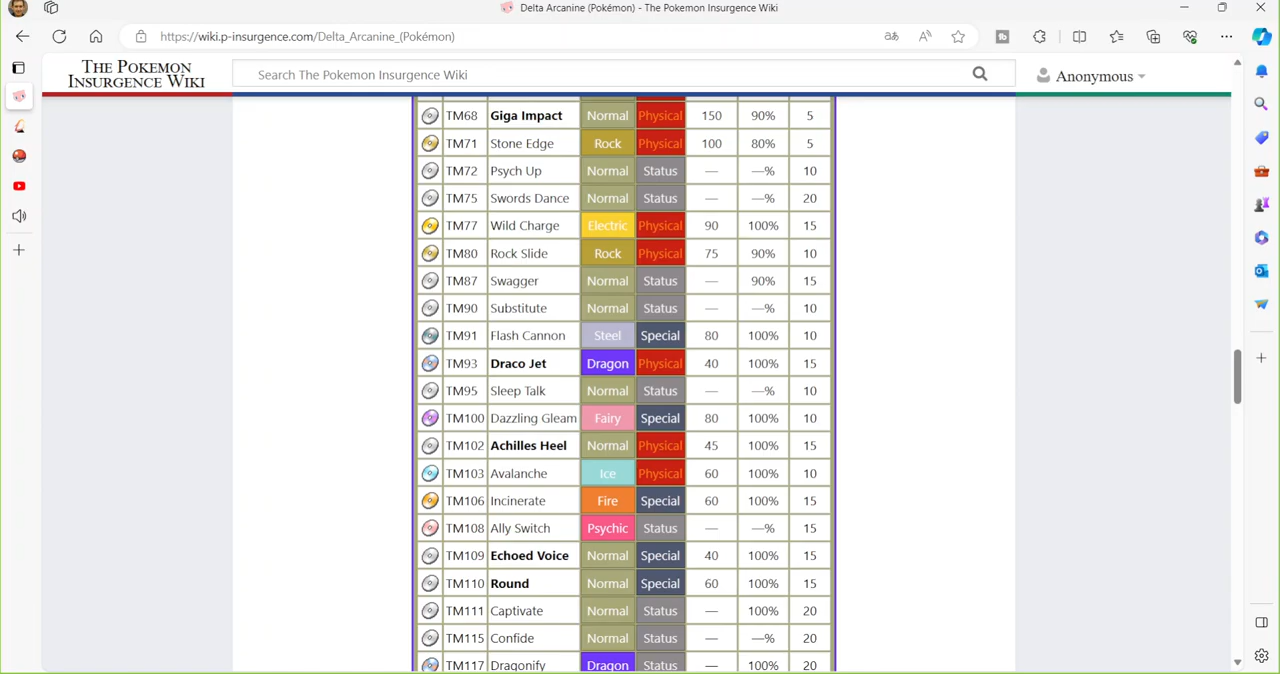 Delta Arcanine (Pokémon) - The Pokemon Insurgence Wiki
https://wiki.p-insurgence.com/Delta_Arcanine_(Pokémon)
THE POKEMON
INSURGENCE WIKI
Search The Pokemon Insurgence Wiki
Anonymous
TM68 Giga Impact Normal Physical 150 90% 5
TM71 Stone Edge Rock Physical 100 80% 5
TM72 Psych Up Normal Status — —% 10
TM75 Swords Dance Normal Status — —% 20
TM77 Wild Charge Electric Physical 90 100% 15
TM80 Rock Slide Rock Physical 75 90% 10
TM87 Swagger Normal Status — 90% 15
TM90 Substitute Normal Status — —% 10
TM91 Flash Cannon Steel Special 80 100% 10
TM93 Draco Jet Dragon Physical 40 100% 15
TM95 Sleep Talk Normal Status — —% 10
TM100 Dazzling Gleam Fairy Special 80 100% 10
TM102 Achilles Heel Normal Physical 45 100% 15
TM103 Avalanche Ice Physical 60 100% 10
TM106 Incinerate Fire Special 60 100% 15
TM108 Ally Switch Psychic Status — —% 15
TM109 Echoed Voice Normal Special 40 100% 15
TM110 Round Normal Special 60 100% 15
TM111 Captivate Normal Status — 100% 20
TM115 Confide Normal Status — —% 20
TM117 Dragonify Dragon Status — 100% 20